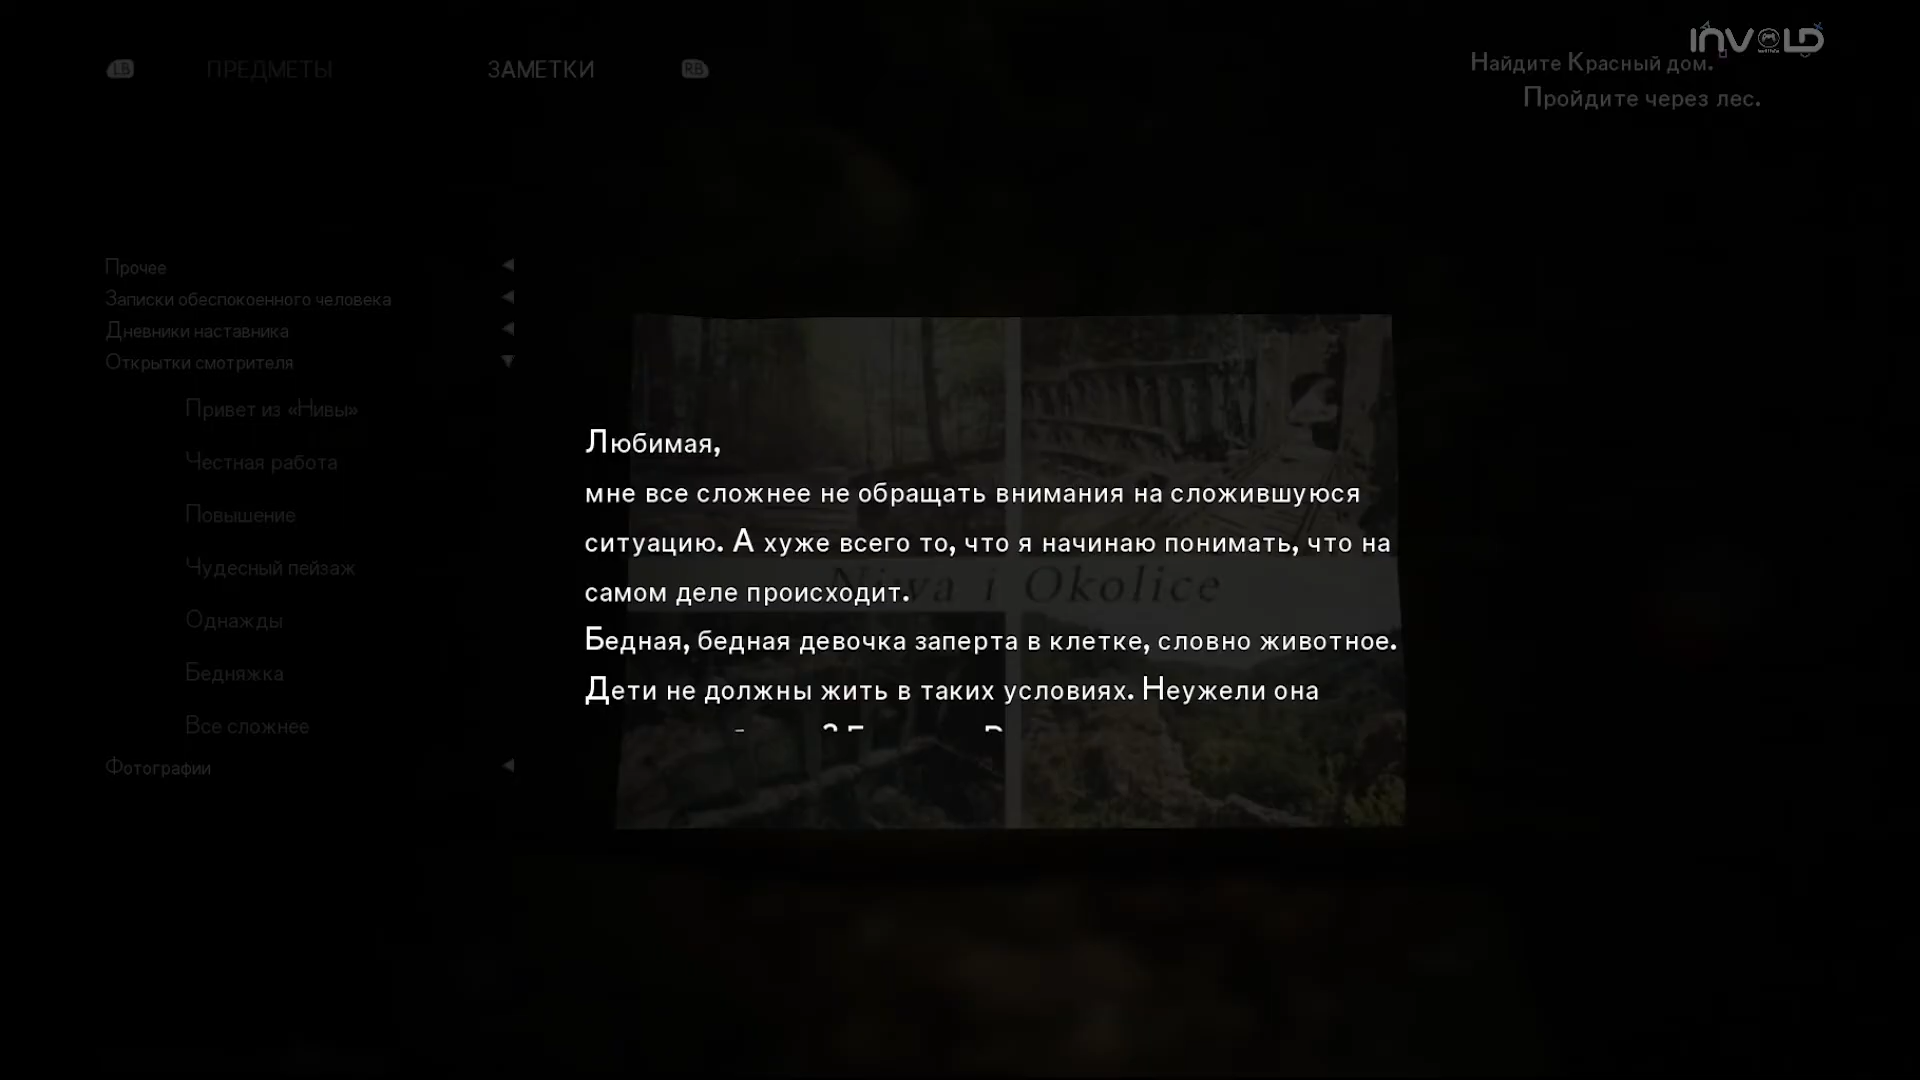 LB ПРЕДМЕТЫ ЗАМЕТКИ RB
INVOLD
Найдите Красный дом.
Пройдите через лес.
Прочее
Записки обеспокоенного человека
Дневники наставника
Открытки смотрителя
Привет из «Нивы»
Честная работа
Повышение
Чудесный пейзаж
Однажды
Бедняжка
Все сложнее
Фотографии
Любимая,
мне все сложнее не обращать внимания на сложившуюся
ситуацию. А хуже всего то, что я начинаю понимать, что на
самом деле происходит.
Бедная, бедная девочка заперта в клетке, словно животное.
Дети не должны жить в таких условиях. Неужели она
Niwa i Okolice